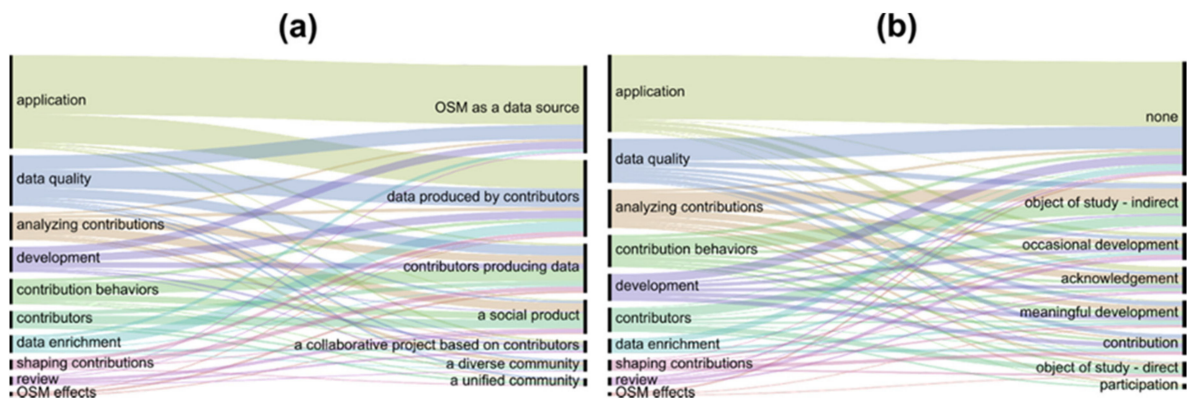 (a)
application
data quality
analyzing contributions
development
contribution behaviors
contributors
data enrichment
shaping contributions
review
OSM effects
OSM as a data source
data produced by contributors
contributors producing data
a social product
a collaborative project based on contributors
a diverse community
a unified community
(b)
application
data quality
analyzing contributions
contribution behaviors
development
contributors
data enrichment
shaping contributions
review
OSM effects
none
object of study - indirect
occasional development
acknowledgement
meaningful development
contribution
object of study - direct
participation